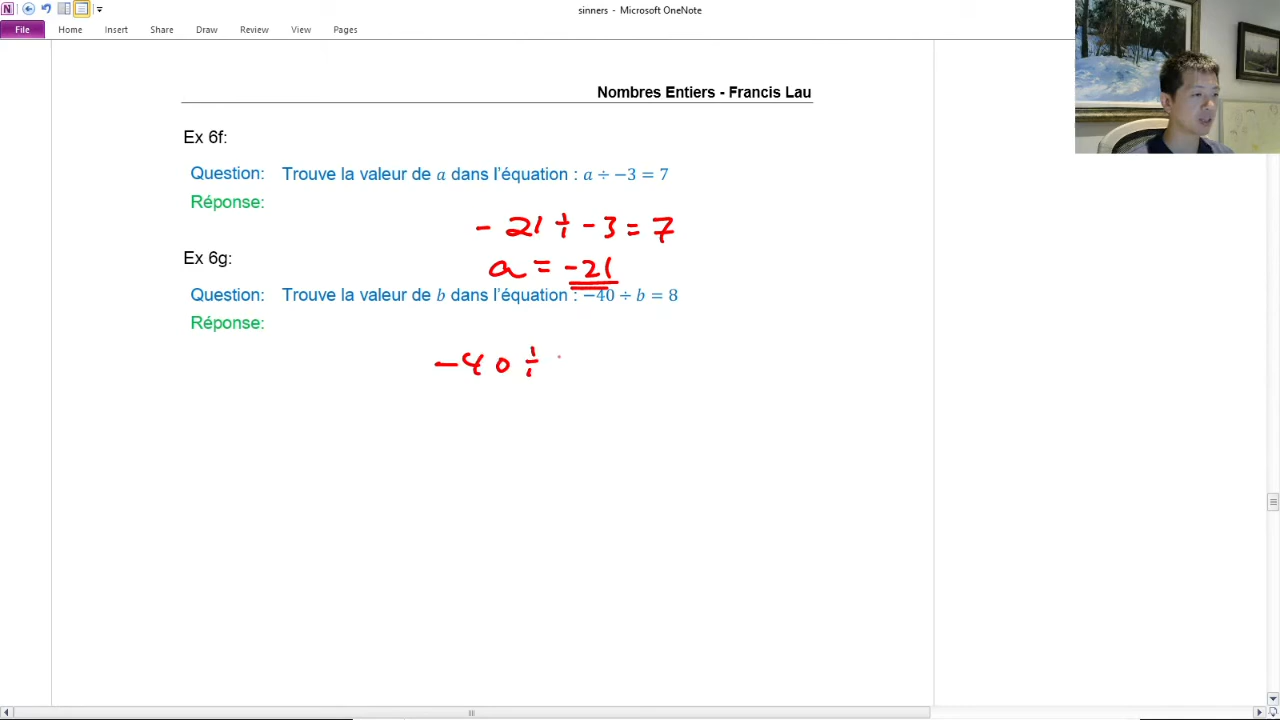 sinners - Microsoft OneNote
File Home Insert Share Draw Review View Pages
Nombres Entiers - Francis Lau
Ex 6f:
Question: Trouve la valeur de a dans l'équation : a ÷ −3 = 7
Réponse:
- 21 ÷ - 3 = 7
Ex 6g:
a = -21
Question: Trouve la valeur de b dans l'équation : −40 ÷ b = 8
Réponse:
-40 ÷